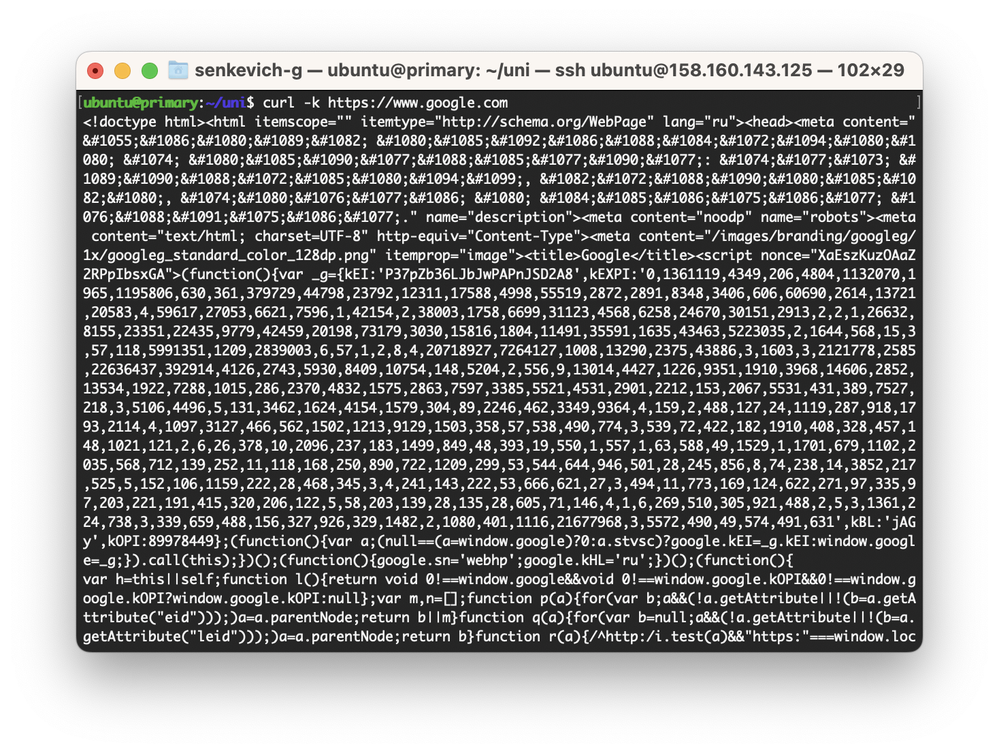 senkevich-g — ubuntu@primary: ~/uni — ssh ubuntu@158.160.143.125 — 102×29
[ubuntu@primary:~/uni$ curl -k https://www.google.com ]
<!doctype html><html itemscope="" itemtype="http://schema.org/WebPage" lang="ru"><head><meta content="
&#1055;&#1086;&#1080;&#1089;&#1082; &#1080;&#1085;&#1092;&#1086;&#1088;&#1084;&#1072;&#1094;&#1080;&#1
080; &#1074; &#1080;&#1085;&#1090;&#1077;&#1088;&#1085;&#1077;&#1090;&#1077;: &#1074;&#1077;&#1073; &#
1089;&#1090;&#1088;&#1072;&#1085;&#1080;&#1094;&#1099;, &#1082;&#1072;&#1088;&#1090;&#1080;&#1085;&#10
82;&#1080;, &#1074;&#1080;&#1076;&#1077;&#1086; &#1080; &#1084;&#1085;&#1086;&#1075;&#1086;&#1077; &#1
076;&#1088;&#1091;&#1075;&#1086;&#1077;." name="description"><meta content="noodp" name="robots"><meta
 content="text/html; charset=UTF-8" http-equiv="Content-Type"><meta content="/images/branding/googleg/
1x/googleg_standard_color_128dp.png" itemprop="image"><title>Google</title><script nonce="XaEszKuzOAaZ
2RPpIbsxGA">(function(){var _g={kEI:'P37pZb36LJbJwPAPnJSD2A8',kEXPI:'0,1361119,4349,206,4804,1132070,1
965,1195806,630,361,379729,44798,23792,12311,17588,4998,55519,2872,2891,8348,3406,606,60690,2614,13721
,20583,4,59617,27053,6621,7596,1,42154,2,38003,1758,6699,31123,4568,6258,24670,30151,2913,2,2,1,26632,
8155,23351,22435,9779,42459,20198,73179,3030,15816,1804,11491,35591,1635,43463,5223035,2,1644,568,15,3
,57,118,5991351,1209,2839003,6,57,1,2,8,4,20718927,7264127,1008,13290,2375,43886,3,1603,3,2121778,2585
,22636437,392914,4126,2743,5930,8409,10754,148,5204,2,556,9,13014,4427,1226,9351,1910,3968,14606,2852,
13534,1922,7288,1015,286,2370,4832,1575,2863,7597,3385,5521,4531,2901,2212,153,2067,5531,431,389,7527,
218,3,5106,4496,5,131,3462,1624,4154,1579,304,89,2246,462,3349,9364,4,159,2,488,127,24,1119,287,918,17
93,2114,4,1097,3127,466,562,1502,1213,9129,1503,358,57,538,490,774,3,539,72,422,182,1910,408,328,457,1
48,1021,121,2,6,26,378,10,2096,237,183,1499,849,48,393,19,550,1,557,1,63,588,49,1529,1,1701,679,1102,2
035,568,712,139,252,11,118,168,250,890,722,1209,299,53,544,644,946,501,28,245,856,8,74,238,14,3852,217
,525,5,152,106,1159,222,28,468,345,3,4,241,143,222,53,666,621,27,3,494,11,773,169,124,622,271,97,335,9
7,203,221,191,415,320,206,122,5,58,203,139,28,135,28,605,71,146,4,1,6,269,510,305,921,488,2,5,3,1361,2
24,738,3,339,659,488,156,327,926,329,1482,2,1080,401,1116,21677968,3,5572,490,49,574,491,631',kBL:'jAG
y',kOPI:89978449};(function(){var a;(null==(a=window.google)?0:a.stvsc)?google.kEI=_g.kEI:window.googl
e=_g;}).call(this);})();(function(){google.sn='webhp';google.kHL='ru';})();(function(){
var h=this||self;function l(){return void 0!==window.google&&void 0!==window.google.kOPI&&0!==window.g
oogle.kOPI?window.google.kOPI:null};var m,n=[];function p(a){for(var b;a&&(!a.getAttribute||!(b=a.getA
ttribute("eid")));)a=a.parentNode;return b||m}function q(a){for(var b=null;a&&(!a.getAttribute||!(b=a.
getAttribute("leid")));)a=a.parentNode;return b}function r(a){/^http:/i.test(a)&&"https:"===window.loc